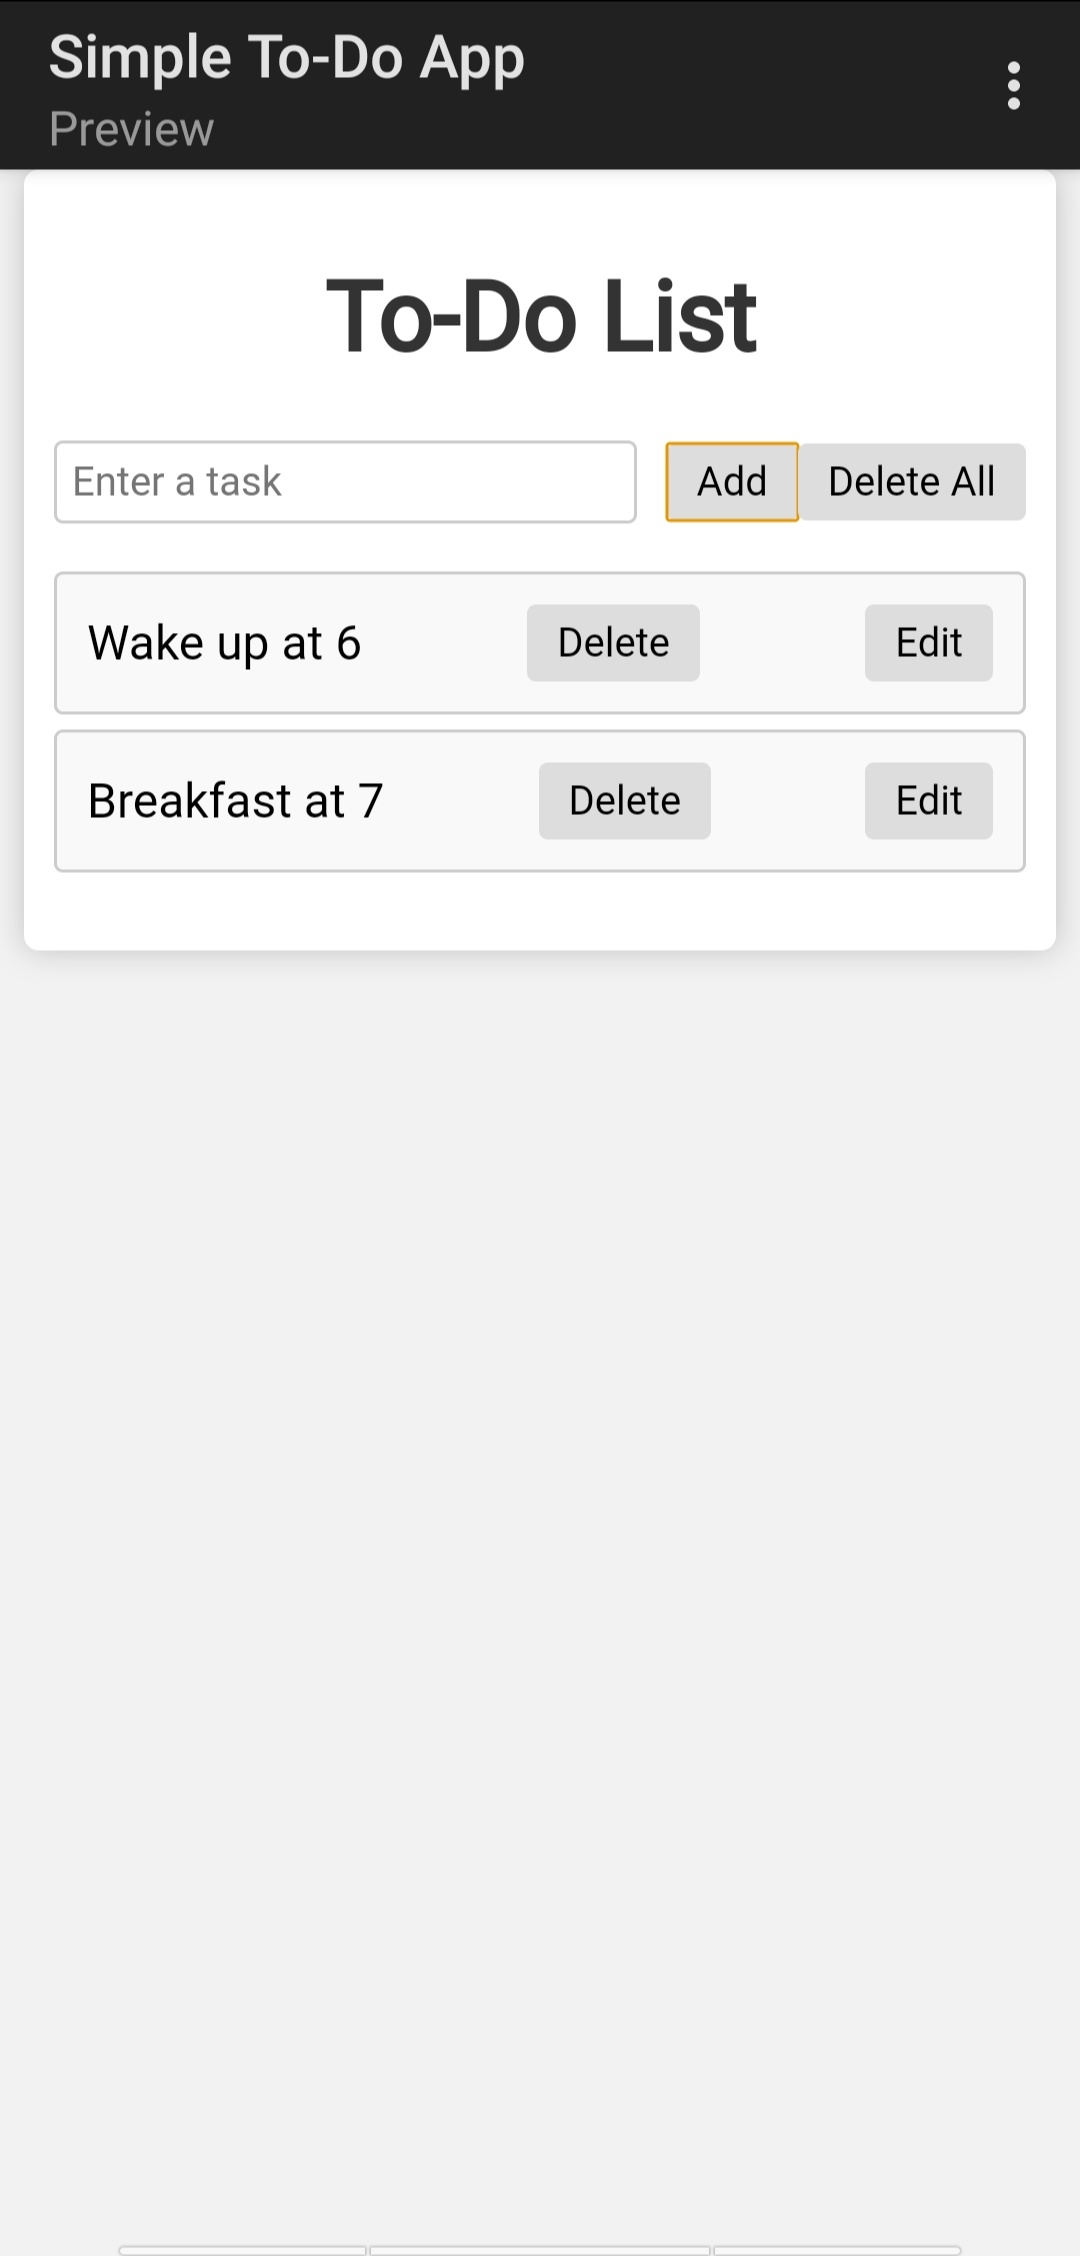 Simple To-Do App
Preview
To-Do List
Enter a task Add Delete All
Wake up at 6 Delete Edit
Breakfast at 7 Delete Edit